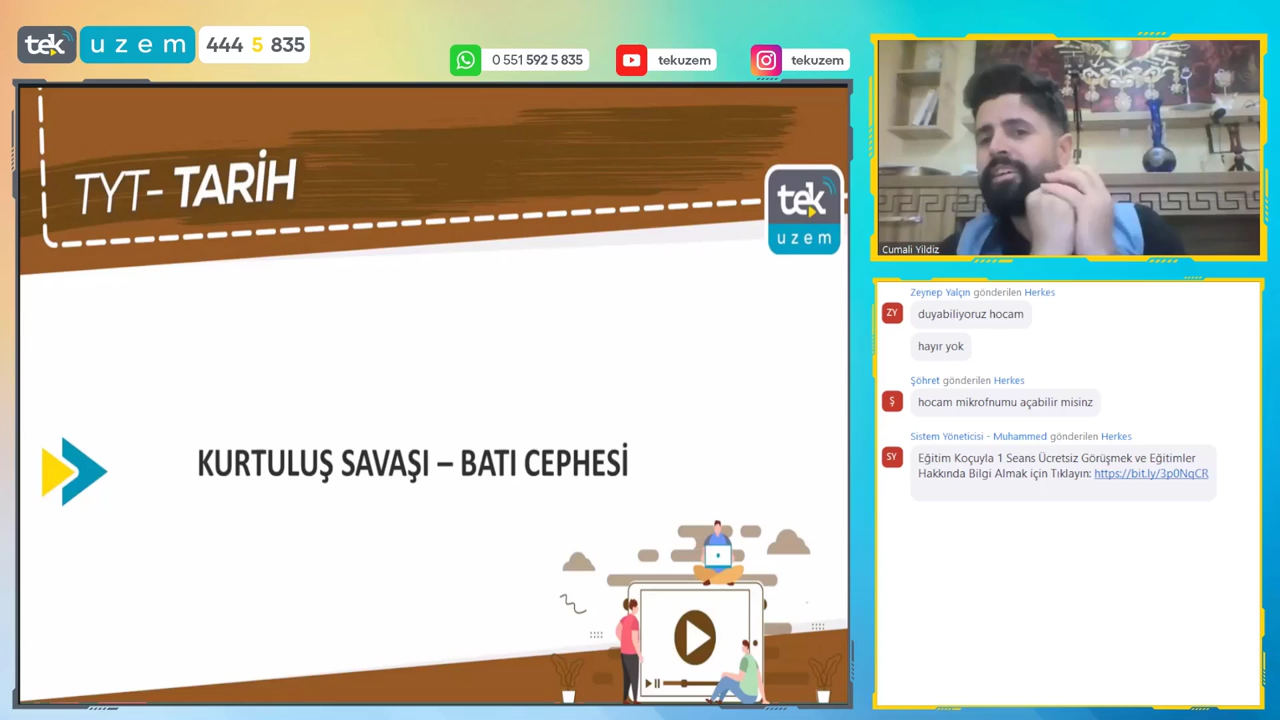 tek
uzem
444 5 835
0 551 592 5 835
tekuzem
tekuzem
TYT- TARİH
tek
uzem
KURTULUŞ SAVAŞI – BATI CEPHESİ
Cumali Yildiz
Zeynep Yalçın gönderilen Herkes
ZY
duyabiliyoruz hocam
hayır yok
Şöhret gönderilen Herkes
Ş
hocam mikrofnumu açabilir misinz
Sistem Yöneticisi - Muhammed gönderilen Herkes
SY
Eğitim Koçuyla 1 Seans Ücretsiz Görüşmek ve Eğitimler
Hakkında Bilgi Almak için Tıklayın: https://bit.ly/3p0NqCR